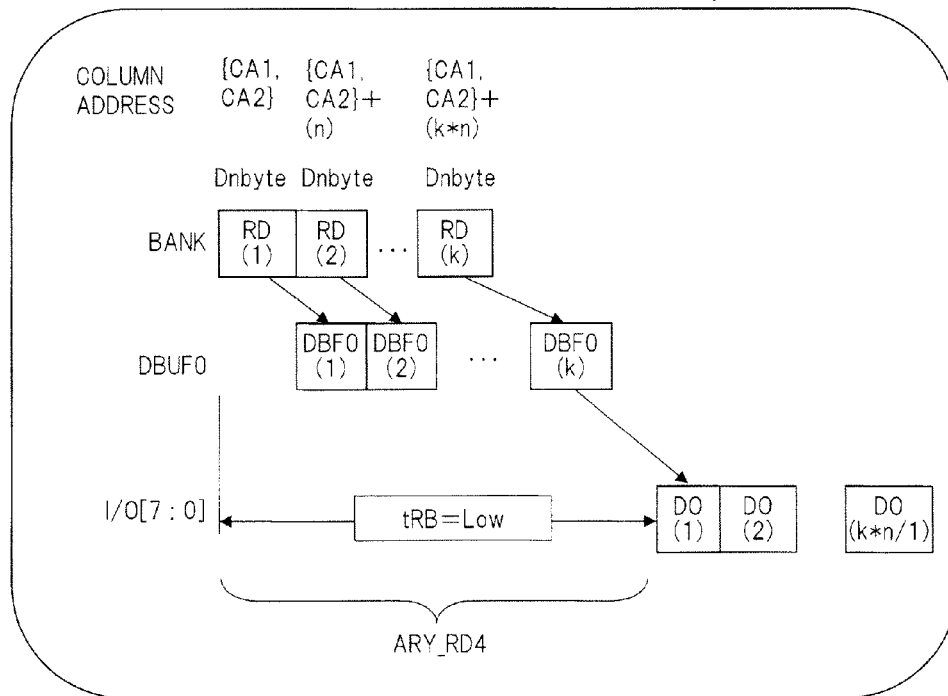 COLUMN ADDRESS
{CA1, CA2}
{CA1, CA2}+ (n)
{CA1, CA2}+ (k*n)
Dnbyte Dnbyte Dnbyte
BANK
RD (1)
RD (2)
...
RD (k)
DBUF0
DBF0 (1)
DBF0 (2)
...
DBF0 (k)
I/O[7:0]
tRB=Low
DO (1)
DO (2)
DO (k*n/1)
ARY_RD4